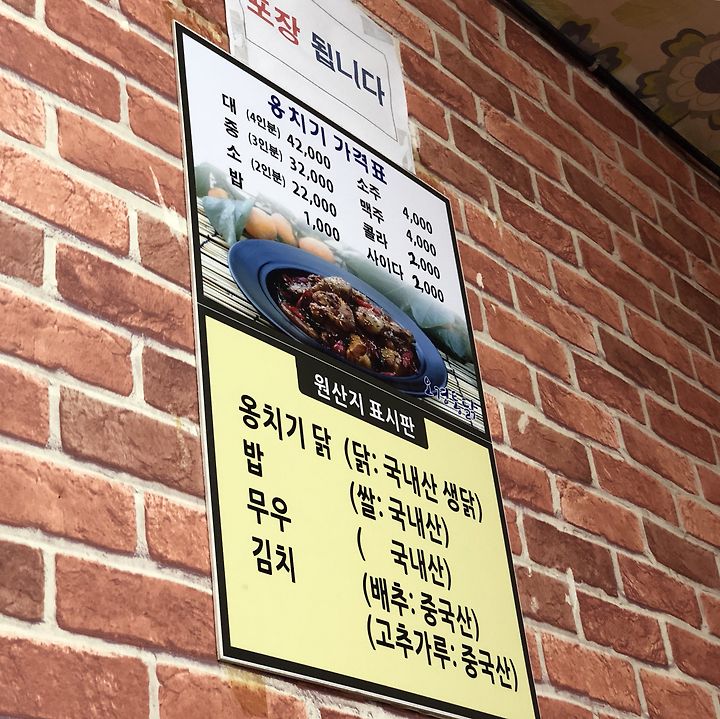 포장 됩니다
옹치기 가격표
대 (4인분) 42,000
중 (3인분) 32,000
소 (2인분) 22,000
밥 1,000
소주 4,000
맥주 4,000
콜라 2,000
사이다 2,000
원산지 표시판
옹치기 닭 (닭: 국내산 생닭)
밥 (쌀: 국내산)
무우 ( 국내산)
김치 (배추: 중국산)
(고추가루: 중국산)